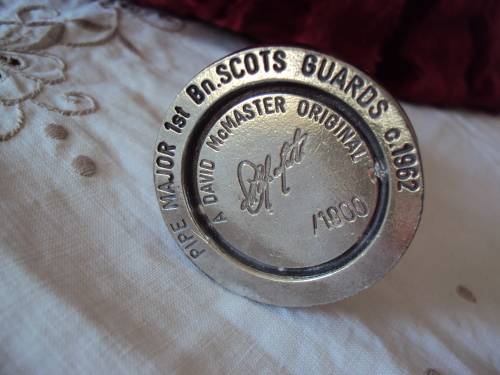 PIPE MAJOR 1st Bn. SCOTS GUARDS c.1962
A DAVID McMASTER ORIGINAL
/1000